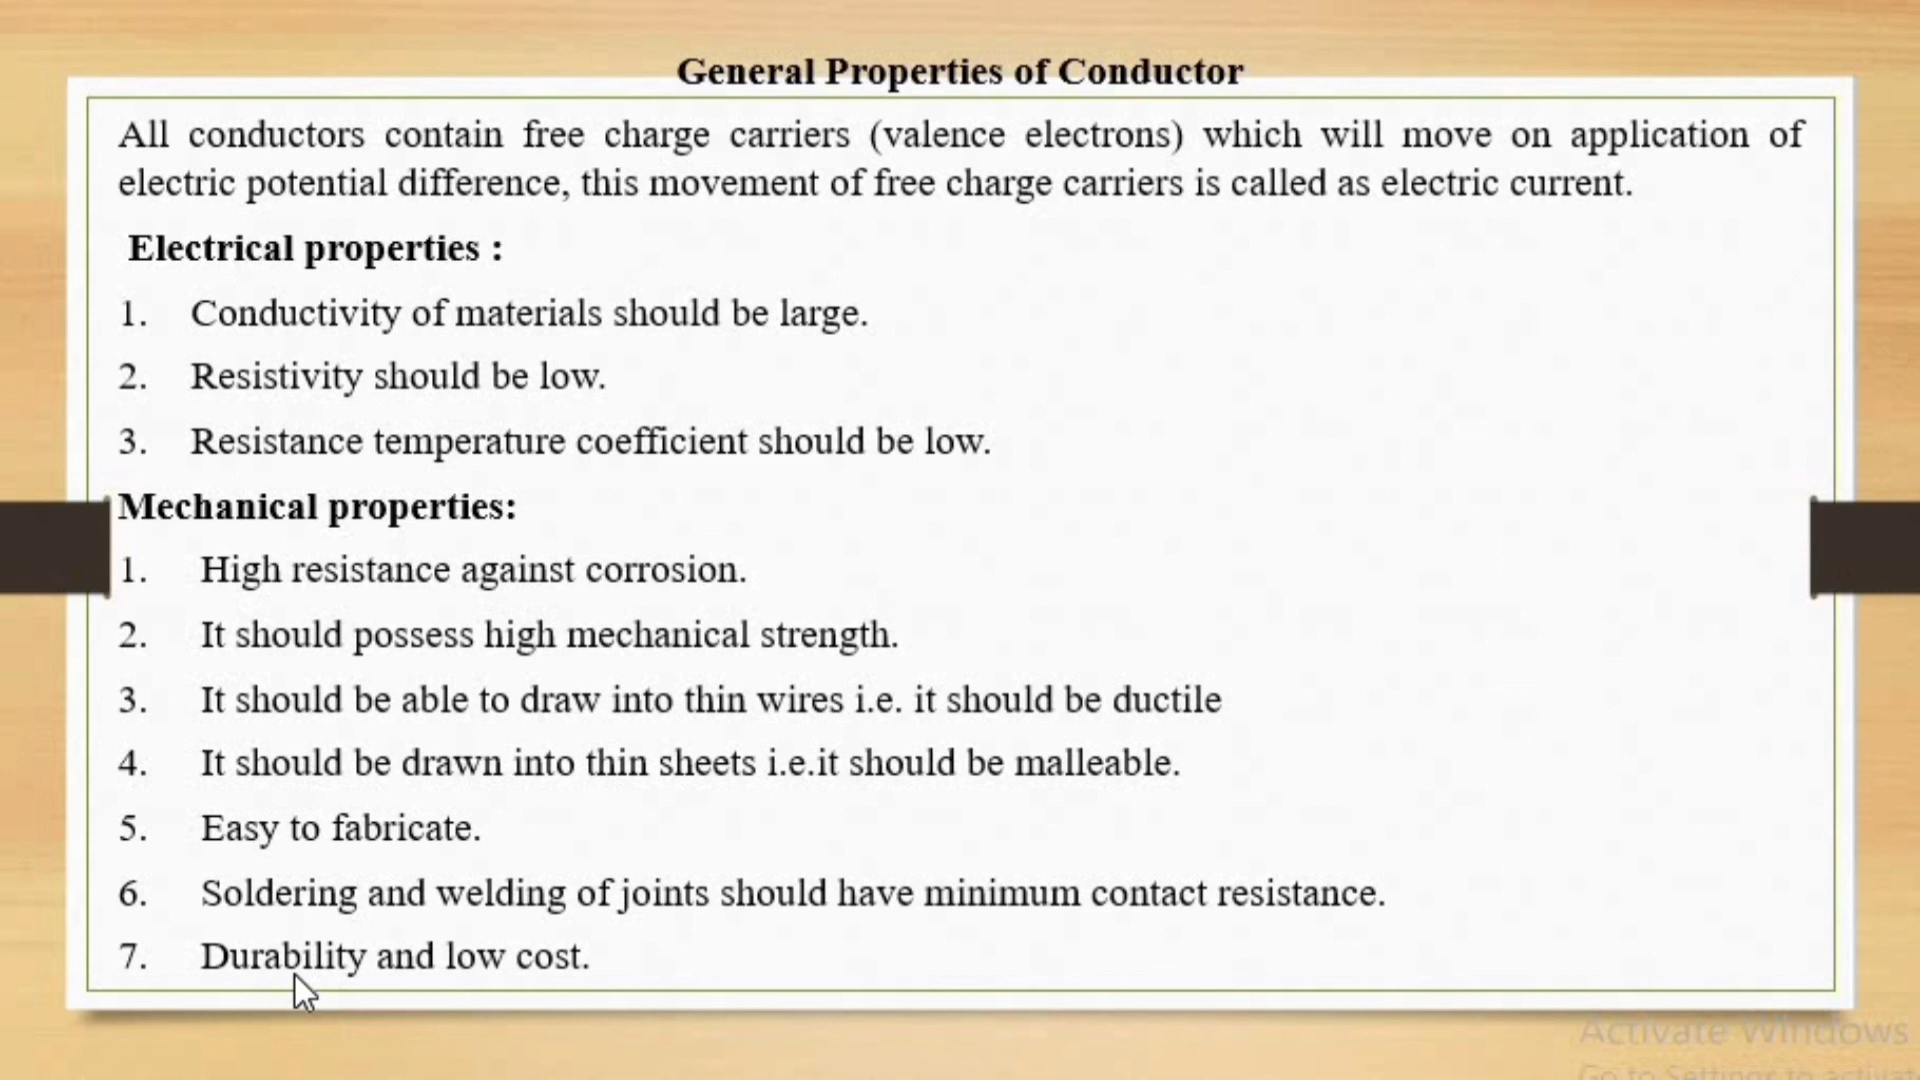 General Properties of Conductor
All conductors contain free charge carriers (valence electrons) which will move on application of
electric potential difference, this movement of free charge carriers is called as electric current.
Electrical properties :
1. Conductivity of materials should be large.
2. Resistivity should be low.
3. Resistance temperature coefficient should be low.
Mechanical properties:
1. High resistance against corrosion.
2. It should possess high mechanical strength.
3. It should be able to draw into thin wires i.e. it should be ductile
4. It should be drawn into thin sheets i.e.it should be malleable.
5. Easy to fabricate.
6. Soldering and welding of joints should have minimum contact resistance.
7. Durability and low cost.
Activate Windows
Go to Settings to